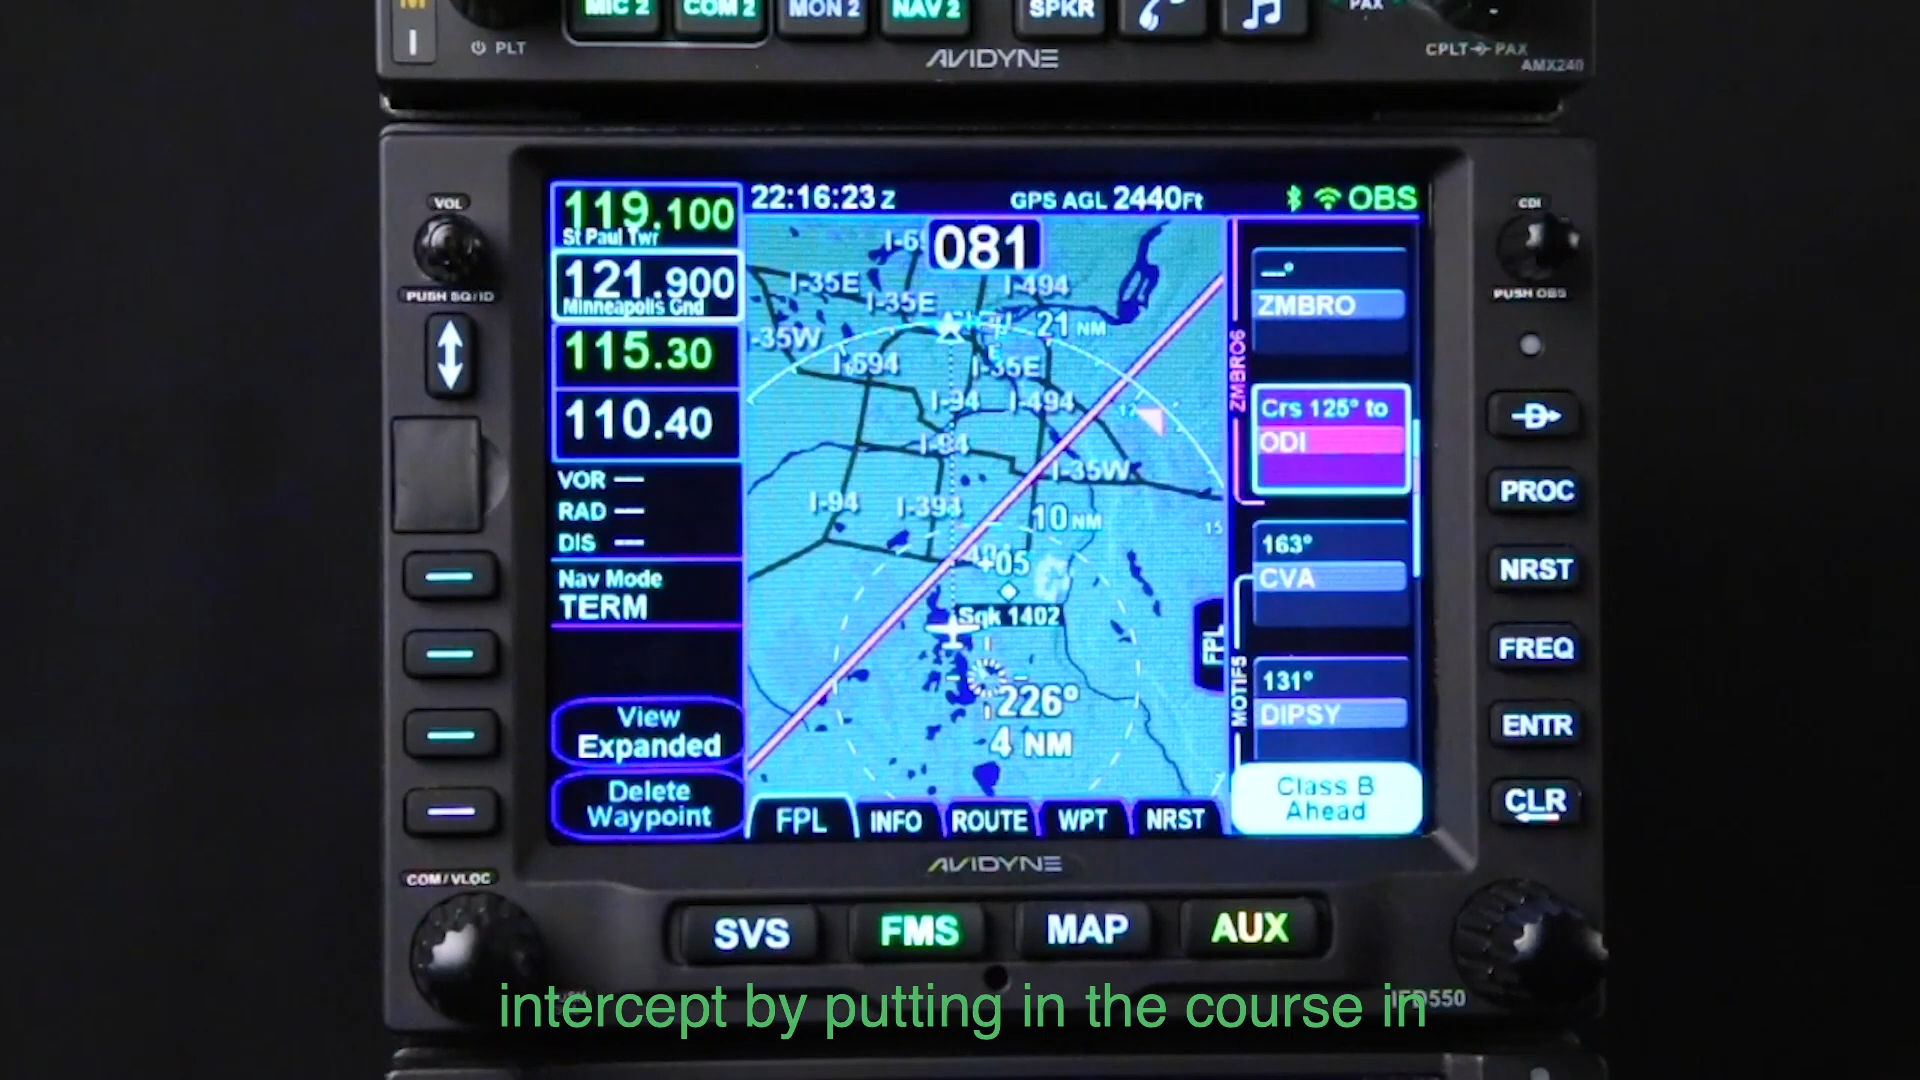 MIC 2 COM 2 MON 2 NAV 2 SPKR PAX
PLT
AVIDYNE
CPLT PAX
AMX240
VOL
PUSH SQ/ID
119.100
St Paul Twr
121.900
Minneapolis Gnd
115.30
110.40
VOR ---
RAD ---
DIS ---
Nav Mode
TERM
View
Expanded
Delete
Waypoint
22:16:23 Z GPS AGL 2440Ft OBS
081
I-35E
I-494
I-35E
21 NM
-35W
I-694
I-35E
I-94
I-494
I-94
I-35W
I-94
I-394
10 NM
15
+05
Sqk 1402
226°
4 NM
FPL
ZMBRO6
MOTIF5
---°
ZMBRO
Crs 125° to
ODI
163°
CVA
131°
DIPSY
Class B
Ahead
FPL INFO ROUTE WPT NRST
CDI
PUSH OBS
D
PROC
NRST
FREQ
ENTR
CLR
AVIDYNE
COM/VLOC
SVS FMS MAP AUX
IFD550
intercept by putting in the course in